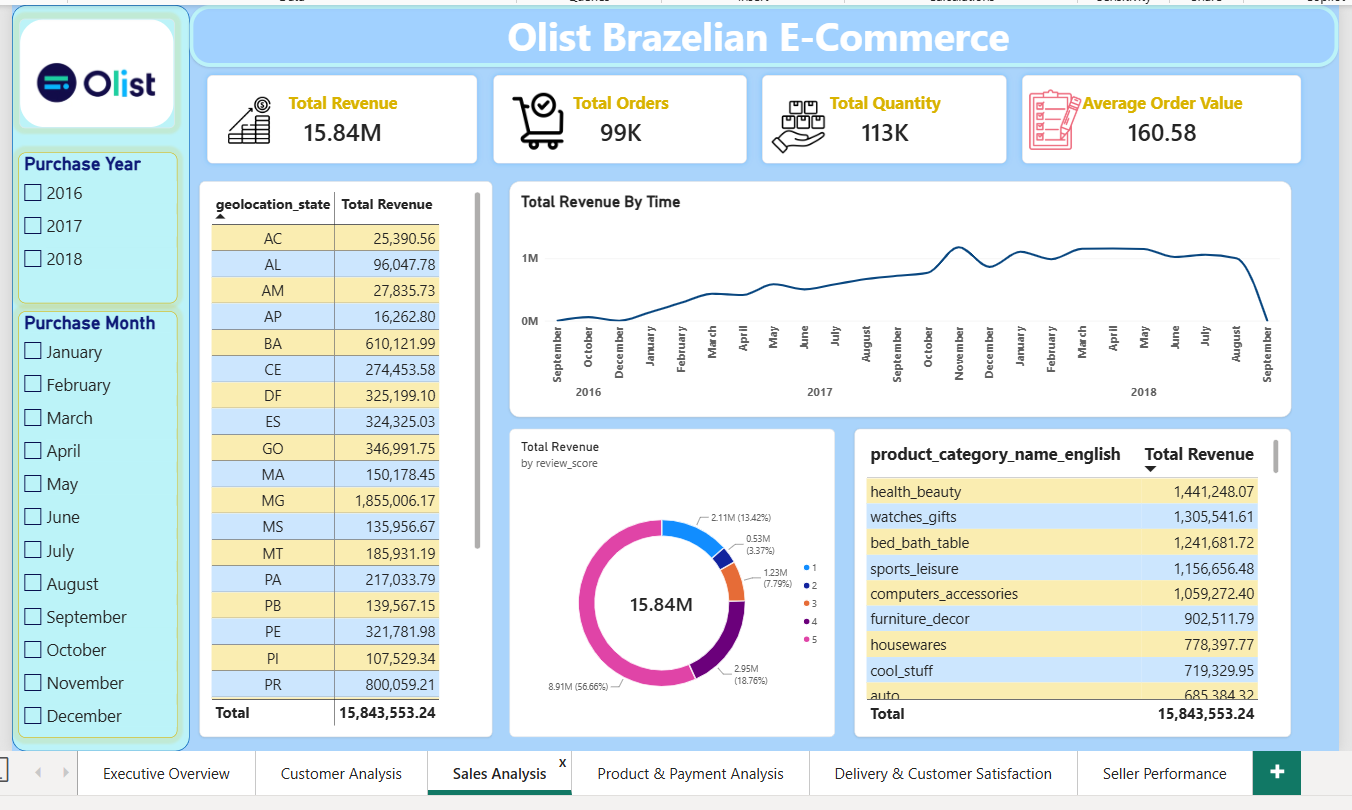 Olist
Olist Brazelian E-Commerce
Total Revenue
15.84M
Total Orders
99K
Total Quantity
113K
Average Order Value
160.58
Purchase Year
2016
2017
2018
Purchase Month
January
February
March
April
May
June
July
August
September
October
November
December
geolocation_state Total Revenue
AC 25,390.56
AL 96,047.78
AM 27,835.73
AP 16,262.80
BA 610,121.99
CE 274,453.58
DF 325,199.10
ES 324,325.03
GO 346,991.75
MA 150,178.45
MG 1,855,006.17
MS 135,956.67
MT 185,931.19
PA 217,033.79
PB 139,567.15
PE 321,781.98
PI 107,529.34
PR 800,059.21
Total 15,843,553.24
Total Revenue By Time
1M
0M
September October December January February March April May June July August September October November December January February March April May June July August September
2016 2017 2018
Total Revenue
by review_score
2.11M (13.42%)
0.53M
(3.37%)
1.23M
(7.79%)
2.95M
(18.76%)
8.91M (56.66%)
15.84M
1
2
3
4
5
product_category_name_english Total Revenue
health_beauty 1,441,248.07
watches_gifts 1,305,541.61
bed_bath_table 1,241,681.72
sports_leisure 1,156,656.48
computers_accessories 1,059,272.40
furniture_decor 902,511.79
housewares 778,397.77
cool_stuff 719,329.95
auto 685,384.32
Total 15,843,553.24
Executive Overview Customer Analysis Sales Analysis x Product & Payment Analysis Delivery & Customer Satisfaction Seller Performance +